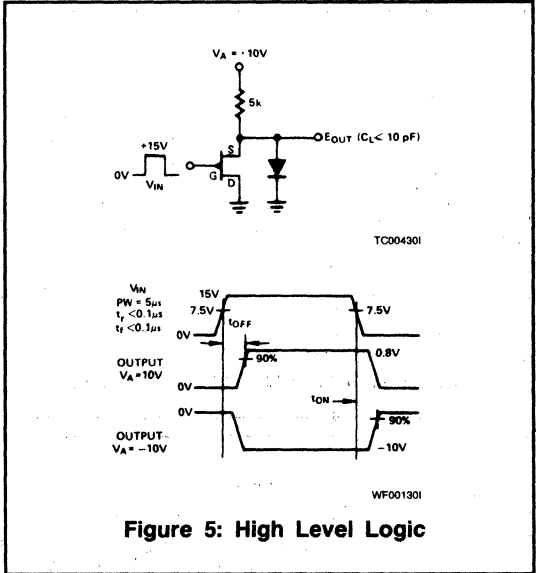 VA = ·10V
5k
EOUT (CL< 10 pF)
+15V
0V
VIN
S
G
D
TC00430I
VIN
PW = 5µs
tr <0.1µs
tf <0.1µs
15V
7.5V
0V
7.5V
tOFF
OUTPUT
VA = 10V
90%
0.8V
0V
tON
0V
OUTPUT
VA = −10V
90%
−10V
WF00130I
Figure 5: High Level Logic